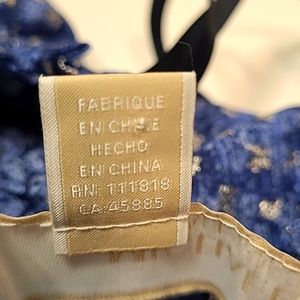 FABRIQUE
EN CHINE
HECHO
EN CHINA
RN: 111818
CA: 45885